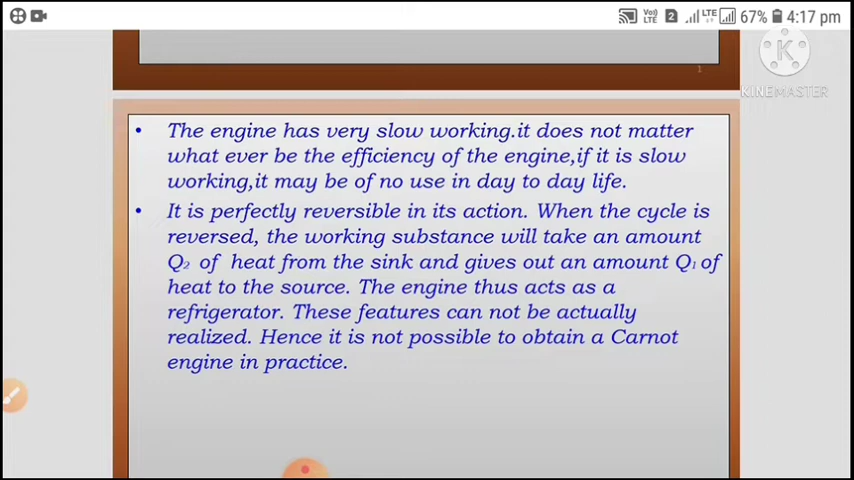 Vo)) LTE 2 LTE 67% 4:17 pm
1
K
KINEMASTER
• The engine has very slow working.it does not matter
what ever be the efficiency of the engine,if it is slow
working,it may be of no use in day to day life.
• It is perfectly reversible in its action. When the cycle is
reversed, the working substance will take an amount
Q₂ of heat from the sink and gives out an amount Q₁ of
heat to the source. The engine thus acts as a
refrigerator. These features can not be actually
realized. Hence it is not possible to obtain a Carnot
engine in practice.